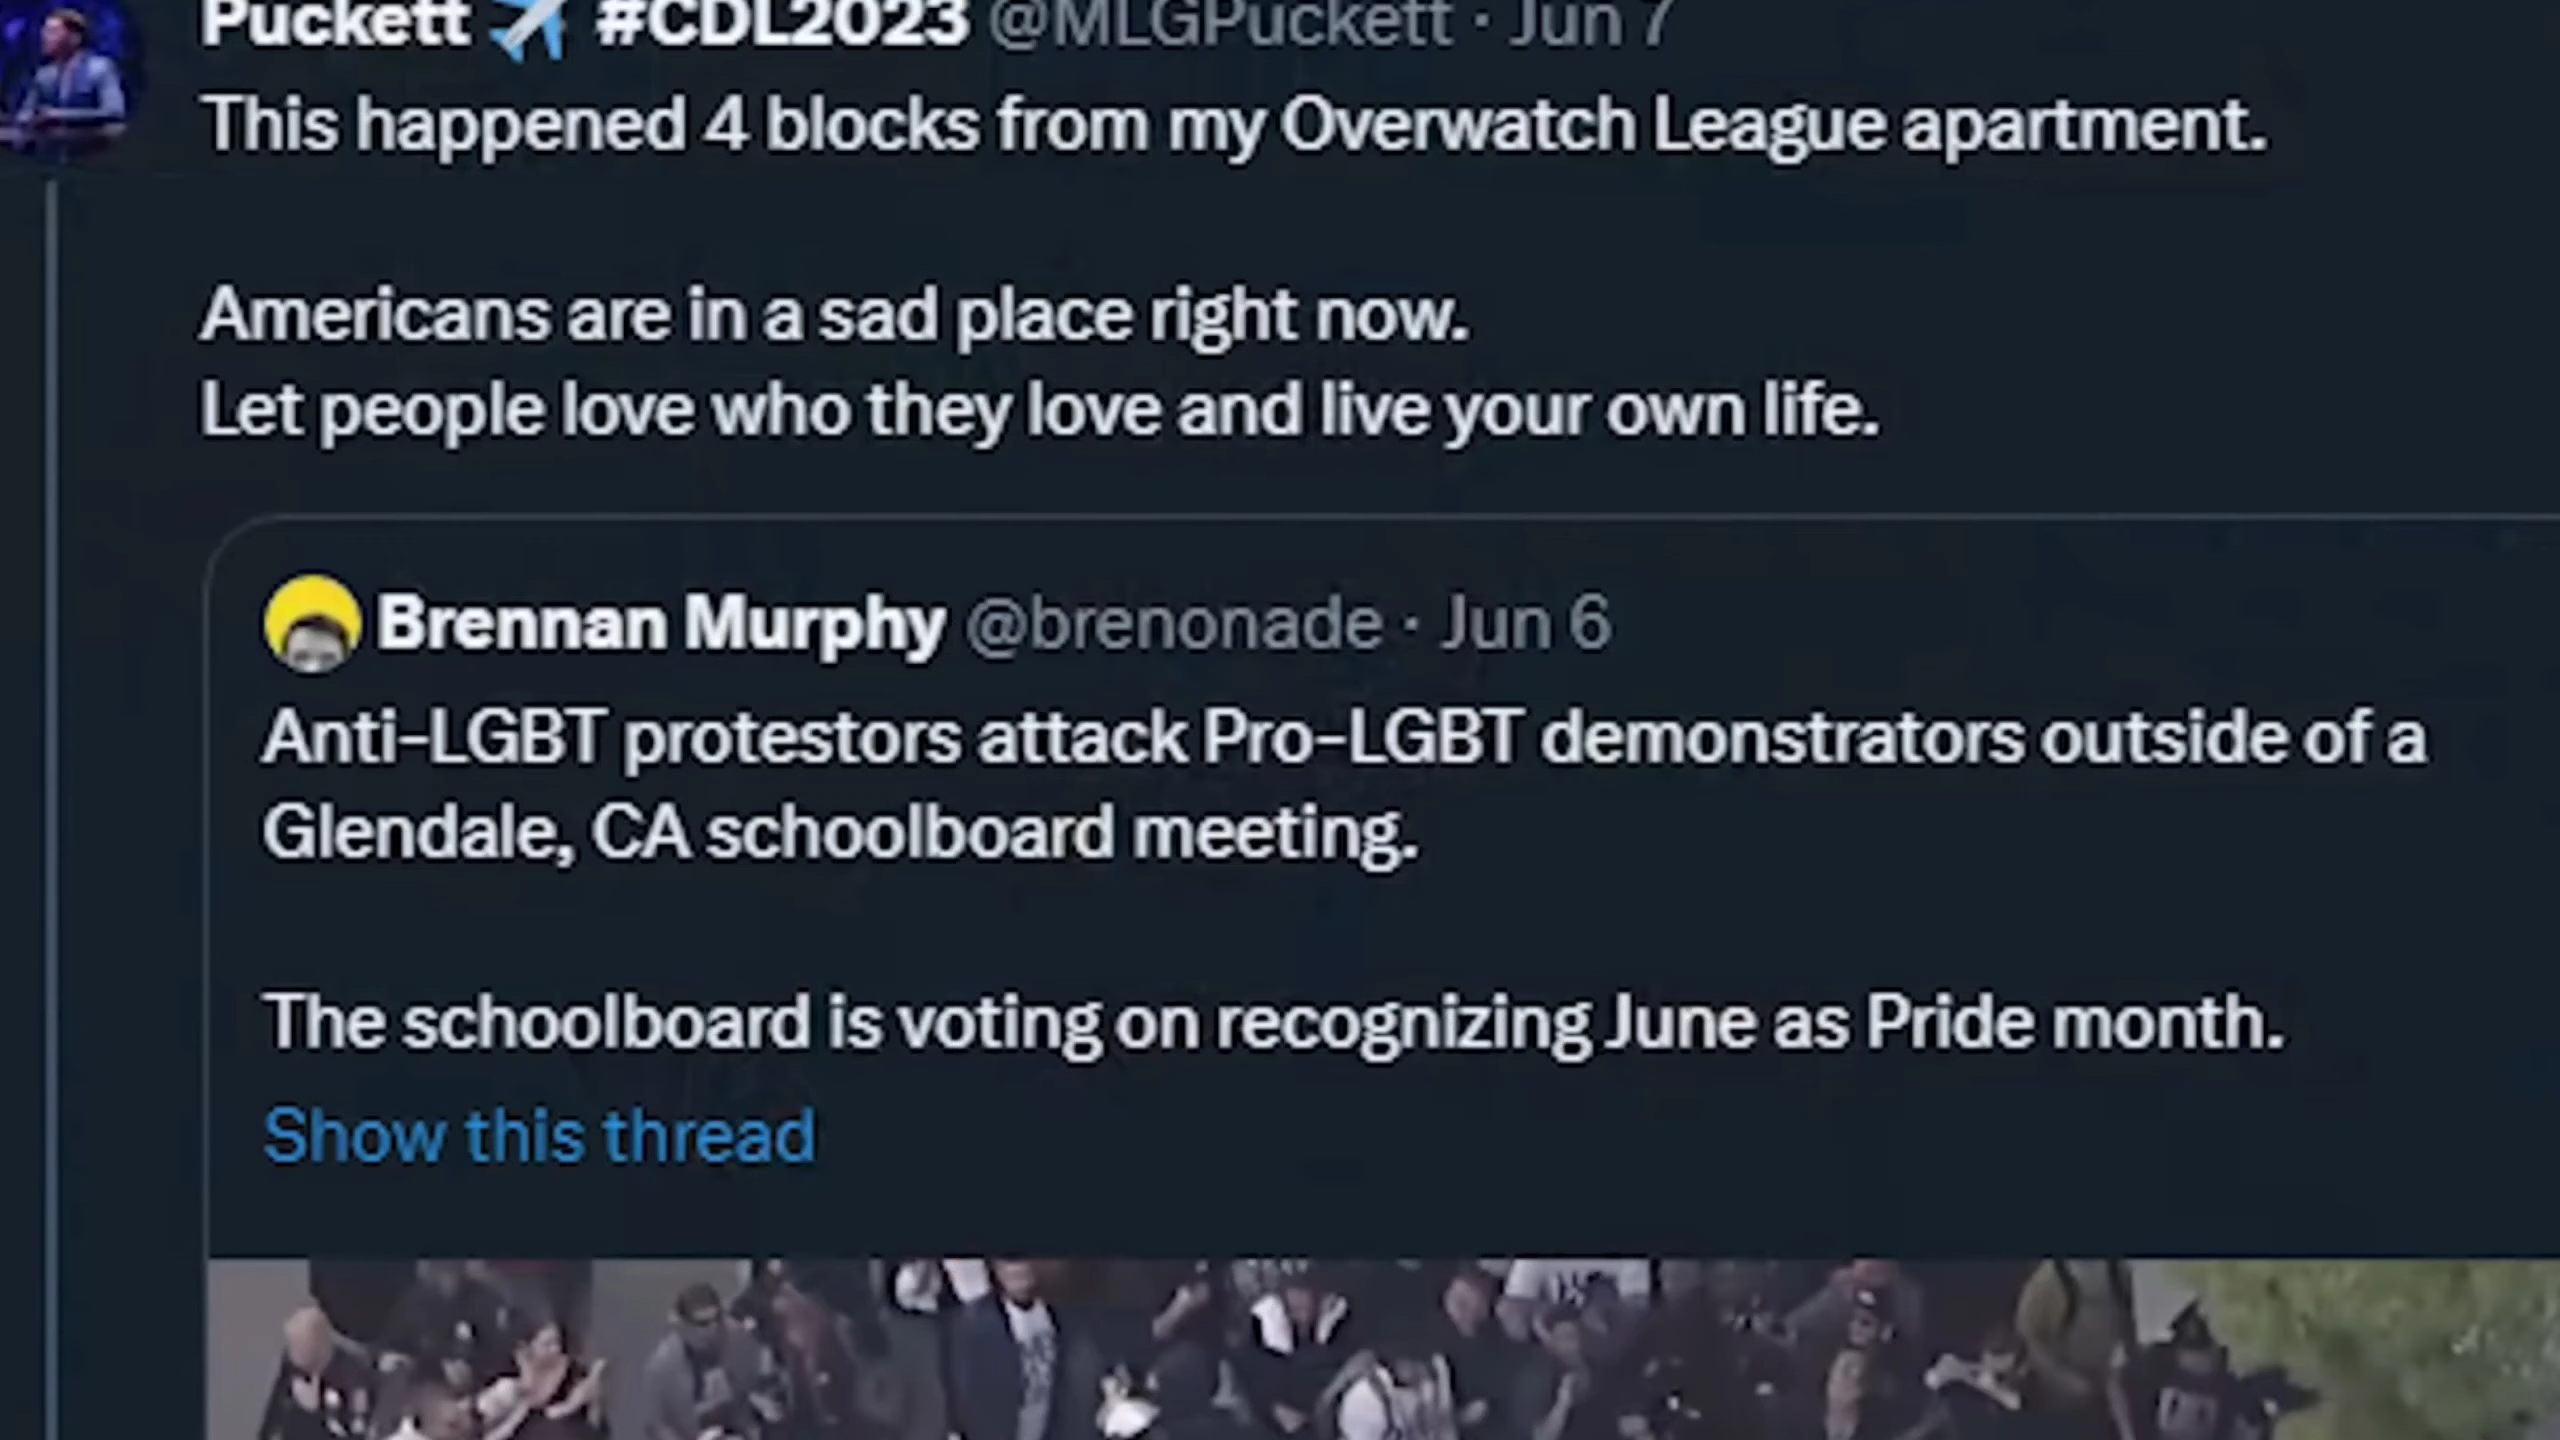 Puckett ✈️ #CDL2023 @MLGPuckett · Jun 7
This happened 4 blocks from my Overwatch League apartment.
Americans are in a sad place right now.
Let people love who they love and live your own life.
Brennan Murphy @brenonade · Jun 6
Anti-LGBT protestors attack Pro-LGBT demonstrators outside of a
Glendale, CA schoolboard meeting.
The schoolboard is voting on recognizing June as Pride month.
Show this thread